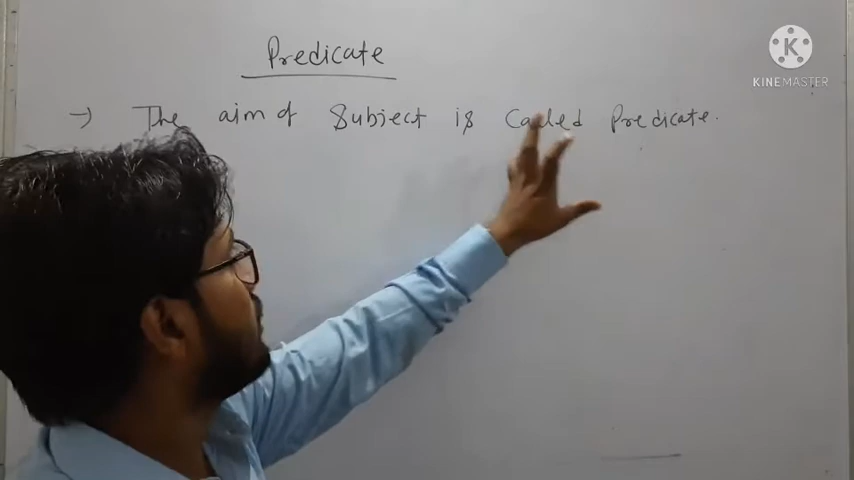 Predicate
→ The aim of Subject is Called Predicate.
K
KINEMASTER